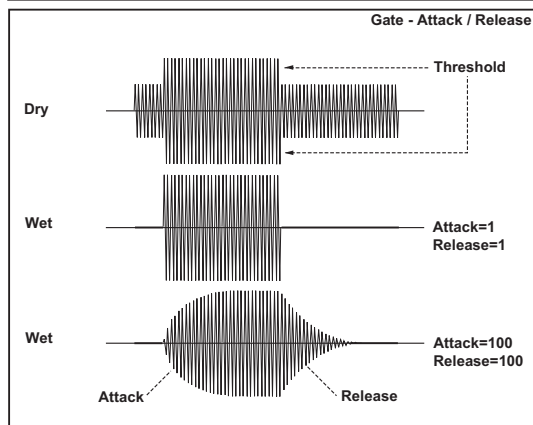 Gate - Attack / Release
Threshold
Dry
Wet
Attack=1
Release=1
Wet
Attack=100
Release=100
Attack
Release